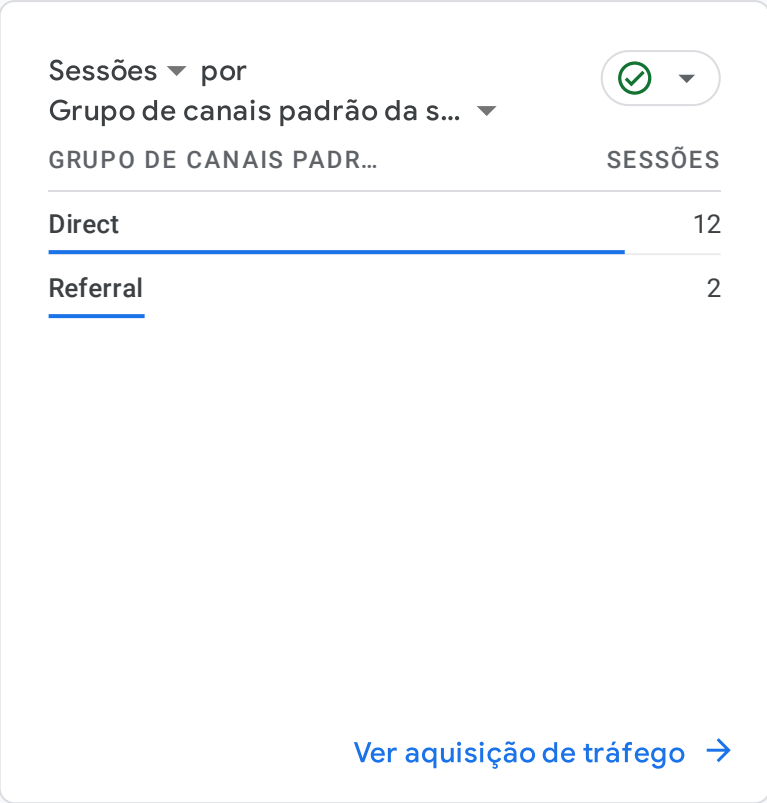 Sessões por
Grupo de canais padrão da s...
GRUPO DE CANAIS PADR... SESSÕES
Direct 12
Referral 2
Ver aquisição de tráfego